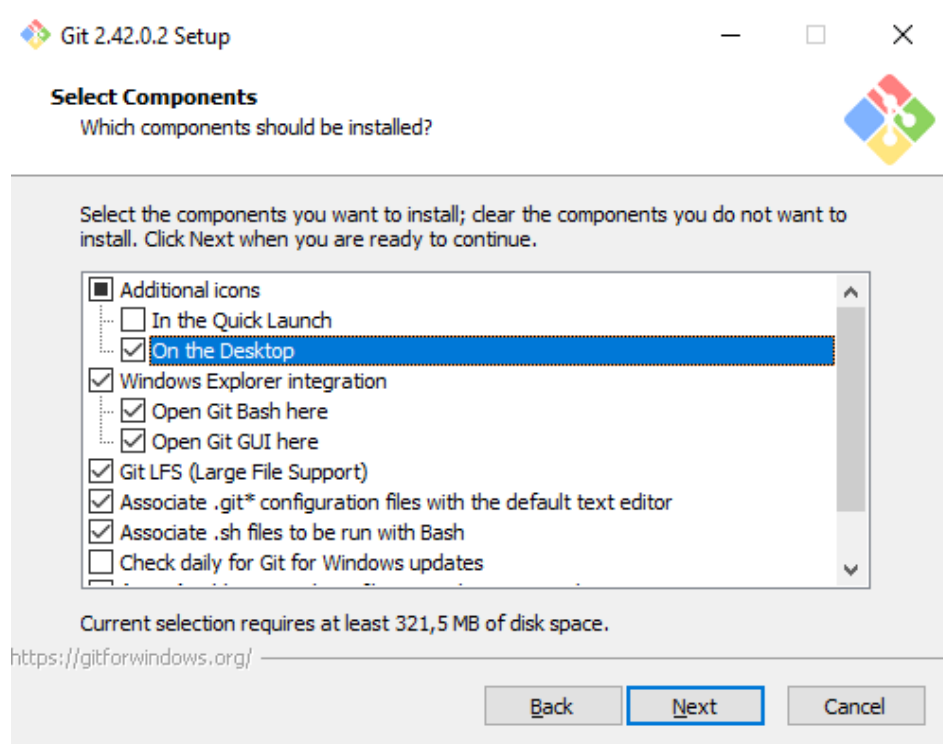 Git 2.42.0.2 Setup
Select Components
Which components should be installed?
Select the components you want to install; clear the components you do not want to
install. Click Next when you are ready to continue.
Additional icons
In the Quick Launch
On the Desktop
Windows Explorer integration
Open Git Bash here
Open Git GUI here
Git LFS (Large File Support)
Associate .git* configuration files with the default text editor
Associate .sh files to be run with Bash
Check daily for Git for Windows updates
Current selection requires at least 321,5 MB of disk space.
https://gitforwindows.org/
Back
Next
Cancel